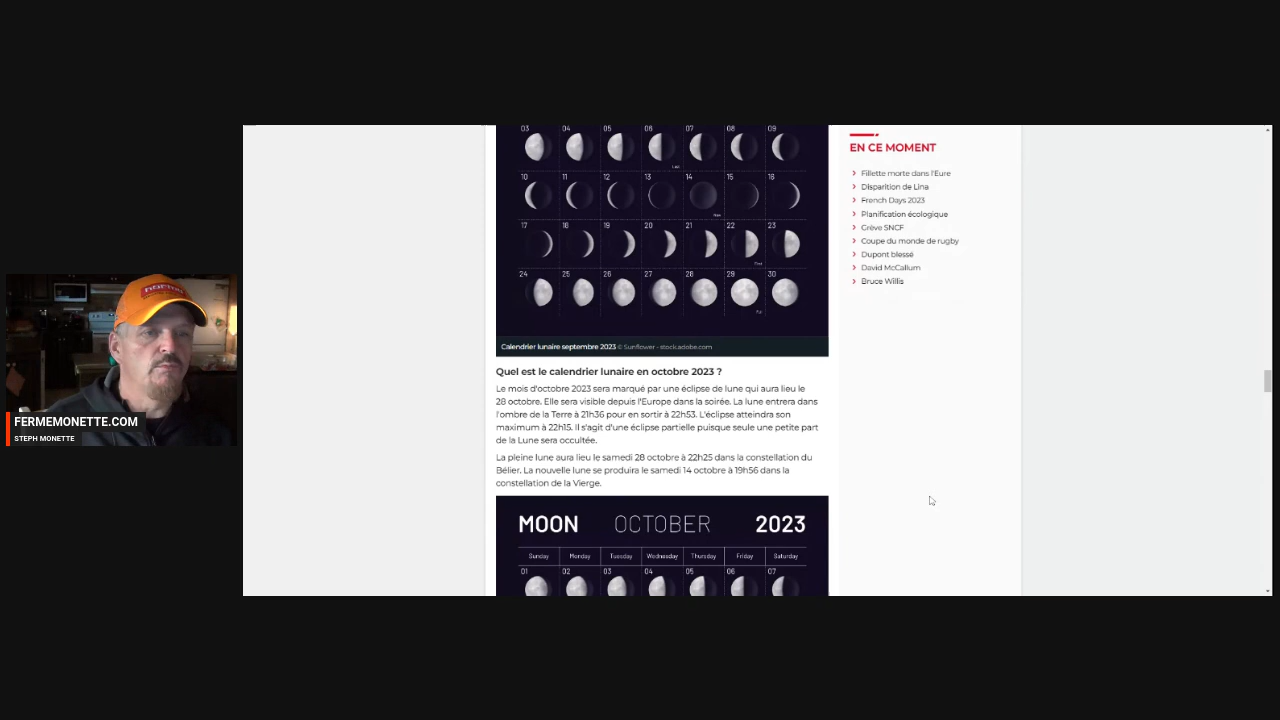 03 04 05 06 07 08 09
10 11 12 13 14 15 16
17 18 19 20 21 22 23
24 25 26 27 28 29 30
Calendrier lunaire septembre 2023 © Sunflower - stock.adobe.com
Quel est le calendrier lunaire en octobre 2023 ?
Le mois d'octobre 2023 sera marqué par une éclipse de lune qui aura lieu le
28 octobre. Elle sera visible depuis l'Europe dans la soirée. La lune entrera dans
l'ombre de la Terre à 21h36 pour en sortir à 22h53. L'éclipse atteindra son
maximum à 22h15. Il s'agit d'une éclipse partielle puisque seule une petite part
de la Lune sera occultée.
La pleine lune aura lieu le samedi 28 octobre à 22h25 dans la constellation du
Bélier. La nouvelle lune se produira le samedi 14 octobre à 19h56 dans la
constellation de la Vierge.
MOON OCTOBER 2023
Sunday Monday Tuesday Wednesday Thursday Friday Saturday
01 02 03 04 05 06 07
EN CE MOMENT
Fillette morte dans l'Eure
Disparition de Lina
French Days 2023
Planification écologique
Grève SNCF
Coupe du monde de rugby
Dupont blessé
David McCallum
Bruce Willis
FERMEMONETTE.COM
STEPH MONETTE